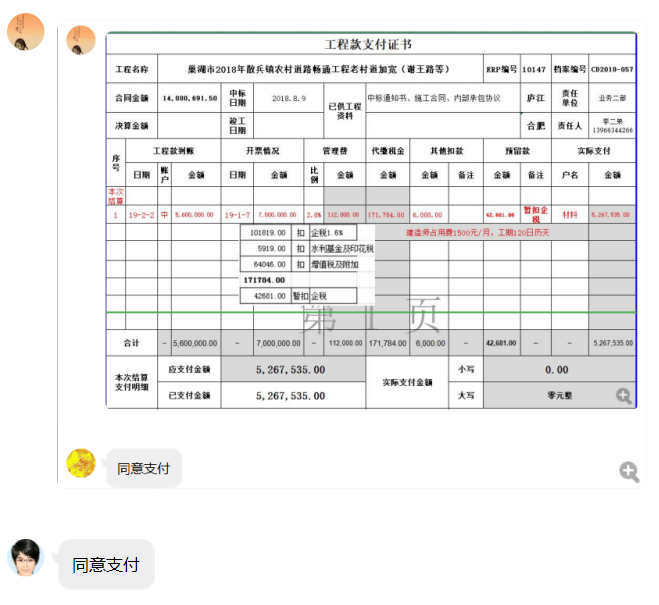 工程款支付证书
工程名称 巢湖市2018年散兵镇农村道路畅通工程老村道加宽（谢王路等） ERP编号 10147 档案编号 CD2018-057
合同金额 14,080,691.50 中标日期 2018.8.9 已供工程资料 中标通知书、施工合同、内部承包协议 庐江 责任单位 业务二部
决算金额 竣工日期 合肥 责任人 李二弟 13966344266
序号 工程款到账 开票情况 管理费 代缴税金 其他扣款 预留款 实际支付
日期 账户 金额 日期 金额 比例 金额 金额 金额 备注 金额 备注 户名 金额
本次结算
1 19-2-2 中 5,600,000.00 19-1-7 7,000,000.00 2.0% 112,000.00 171,784.00 6,000.00 42,681.00 暂扣企税 材料 5,267,535.00
101819.00 扣 企税1.6% 建造师占用费1500元/月，工期120日历天
5919.00 扣 水利基金及印花税
64046.00 扣 增值税及附加
171784.00
42681.00 暂扣 企税
第 1 页
合计 - 5,600,000.00 - 7,000,000.00 - 112,000.00 171,784.00 6,000.00 - 42,681.00 - - 5,267,535.00
本次结算支付明细 应支付金额 5,267,535.00 实际支付金额 小写 0.00
已支付金额 5,267,535.00 大写 零元整
同意支付
同意支付